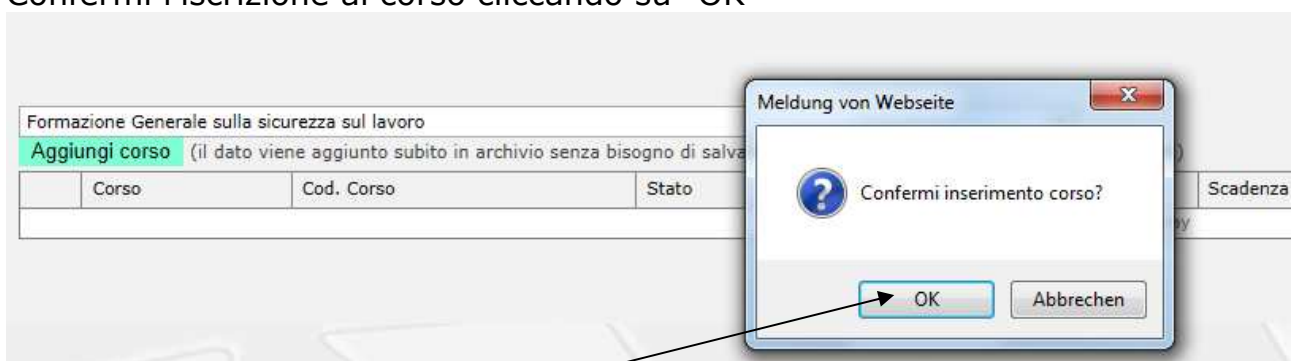 Confermi l'iscrizione al corso cliccando su "OK"
Meldung von Webseite
Formazione Generale sulla sicurezza sul lavoro
Aggiungi corso (il dato viene aggiunto subito in archivio senza bisogno di salva
Confermi inserimento corso?
Corso Cod. Corso Stato Scadenza
OK Abbrechen